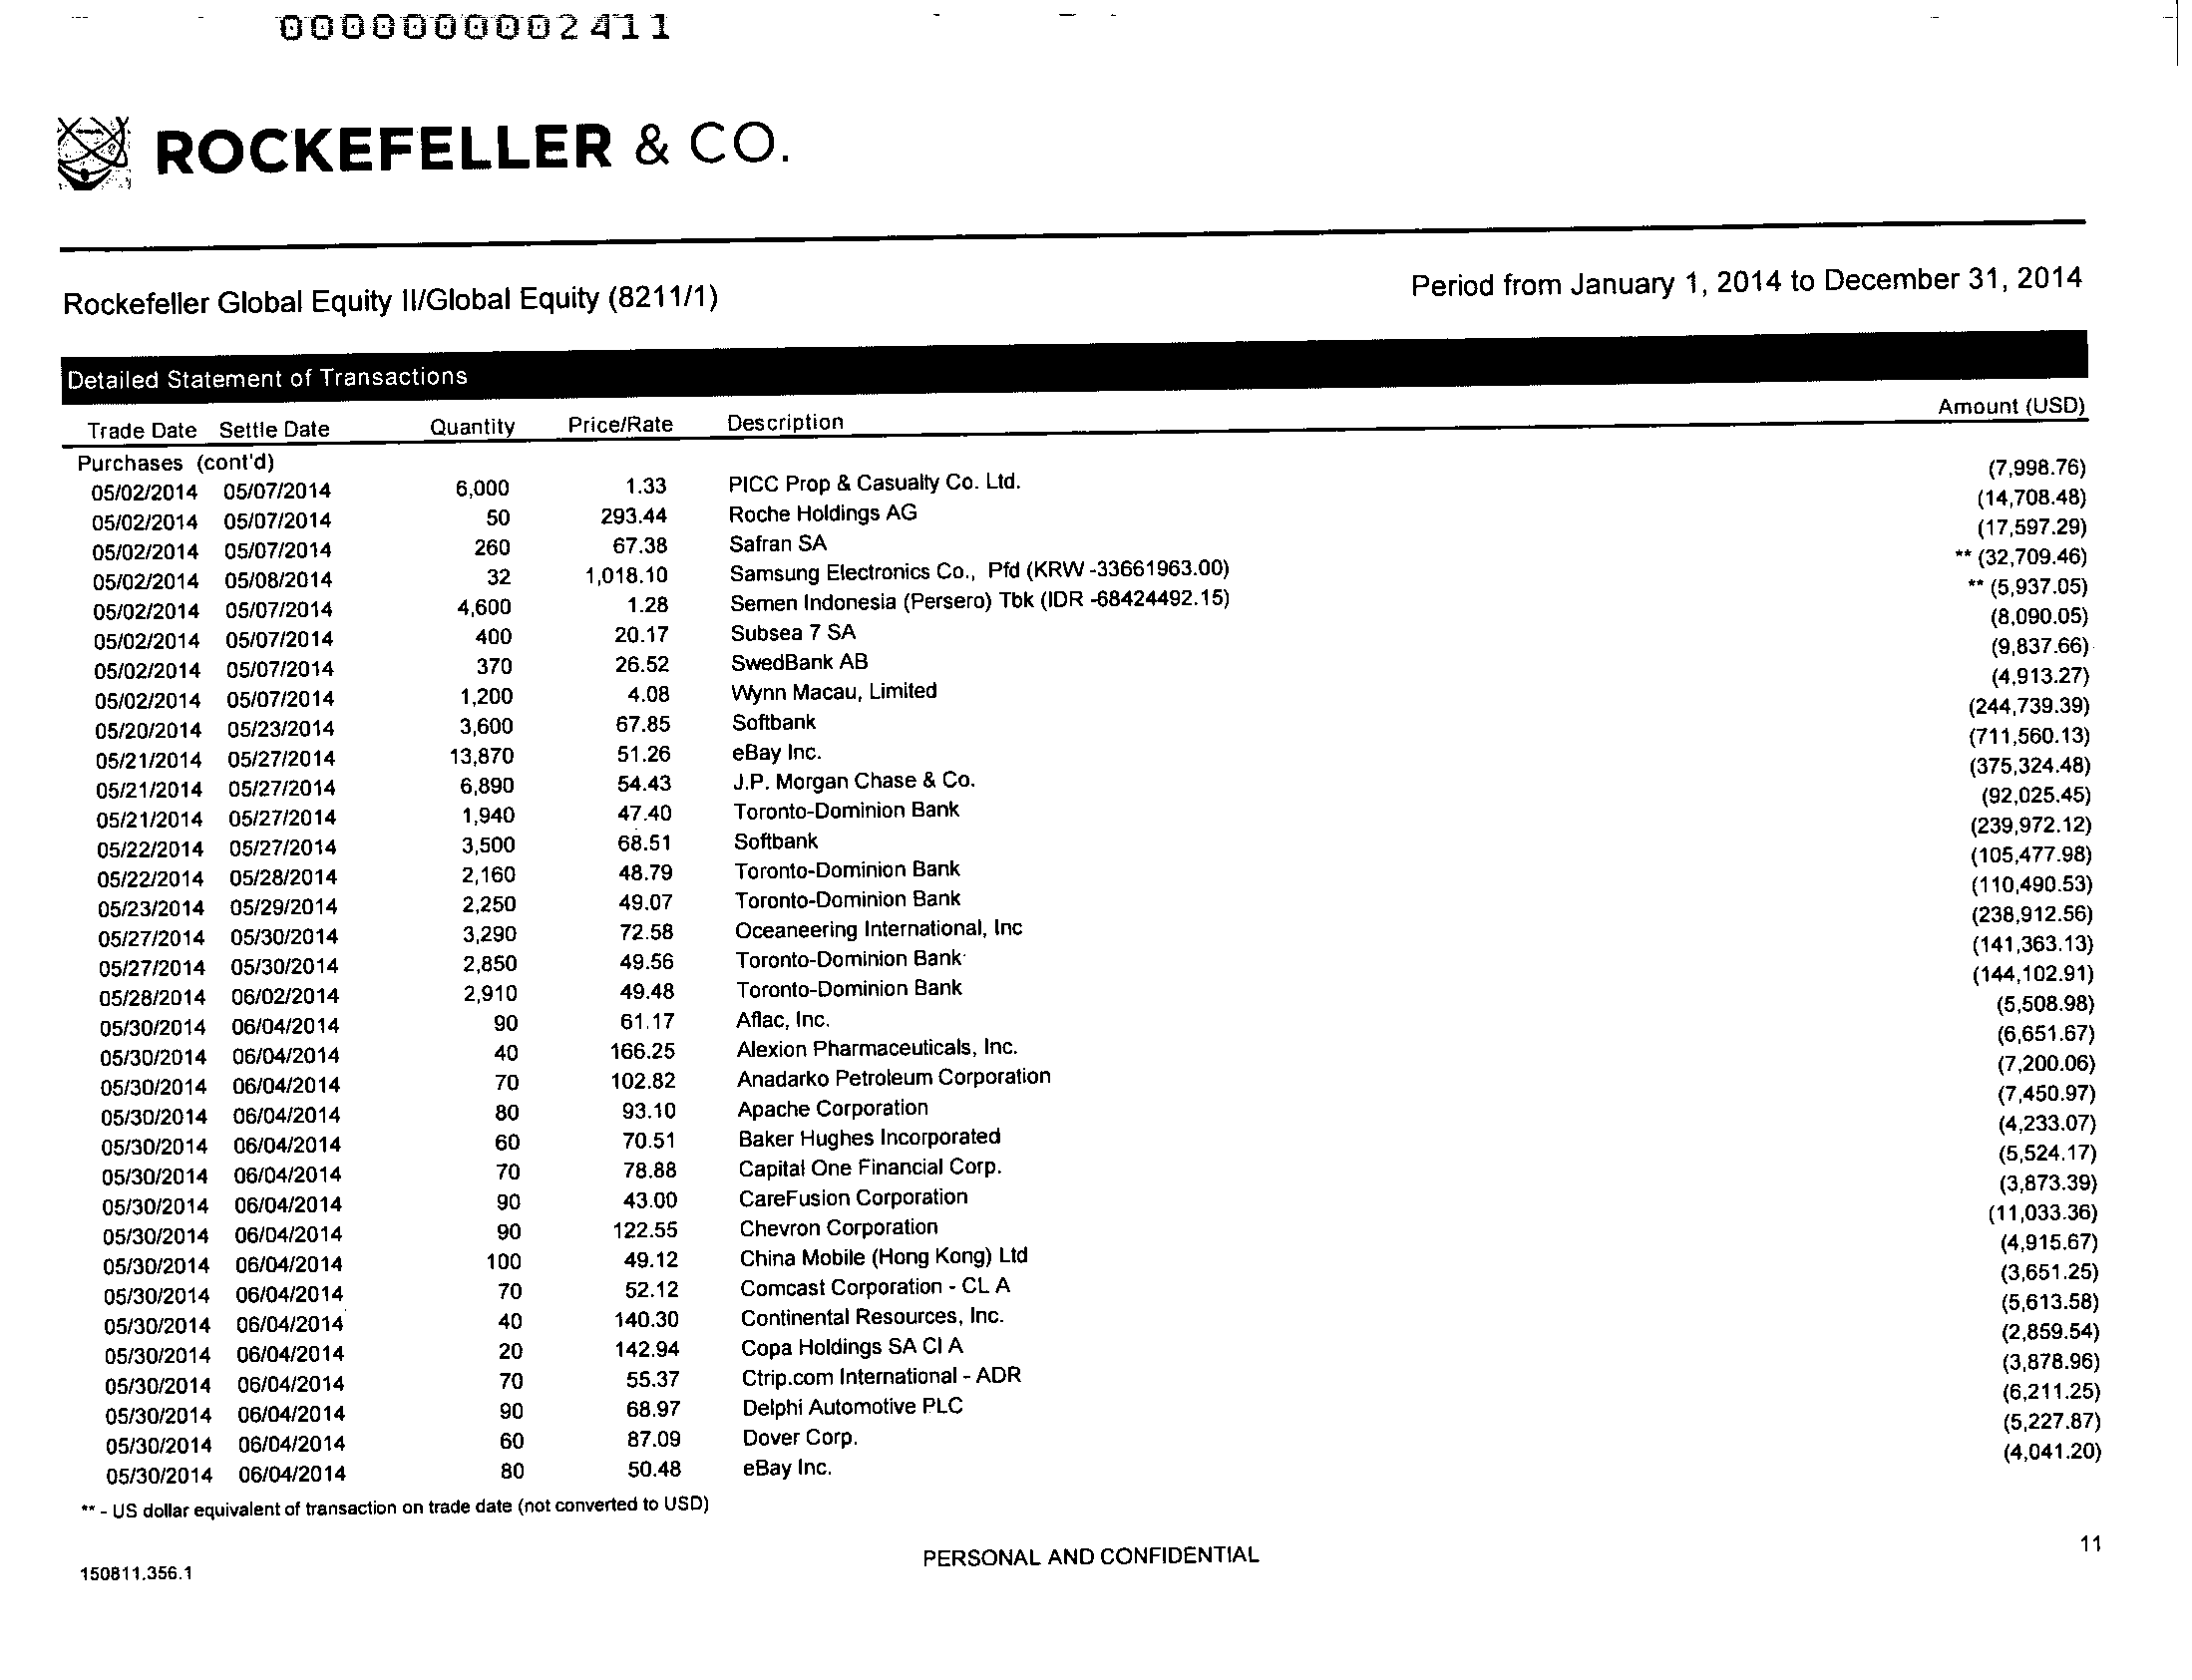 0000000002411
ROCKEFELLER & CO.
Rockefeller Global Equity II/Global Equity (8211/1) Period from January 1, 2014 to December 31, 2014
Detailed Statement of Transactions
Trade Date Settle Date Quantity Price/Rate Description Amount (USD)
Purchases (cont'd)
05/02/2014 05/07/2014 6,000 1.33 PICC Prop & Casualty Co. Ltd. (7,998.76)
05/02/2014 05/07/2014 50 293.44 Roche Holdings AG (14,708.48)
05/02/2014 05/07/2014 260 67.38 Safran SA (17,597.29)
05/02/2014 05/08/2014 32 1,018.10 Samsung Electronics Co., Pfd (KRW -33661963.00) ** (32,709.46)
05/02/2014 05/07/2014 4,600 1.28 Semen Indonesia (Persero) Tbk (IDR -68424492.15) ** (5,937.05)
05/02/2014 05/07/2014 400 20.17 Subsea 7 SA (8,090.05)
05/02/2014 05/07/2014 370 26.52 SwedBank AB (9,837.66)
05/02/2014 05/07/2014 1,200 4.08 Wynn Macau, Limited (4,913.27)
05/20/2014 05/23/2014 3,600 67.85 Softbank (244,739.39)
05/21/2014 05/27/2014 13,870 51.26 eBay Inc. (711,560.13)
05/21/2014 05/27/2014 6,890 54.43 J.P. Morgan Chase & Co. (375,324.48)
05/21/2014 05/27/2014 1,940 47.40 Toronto-Dominion Bank (92,025.45)
05/22/2014 05/27/2014 3,500 68.51 Softbank (239,972.12)
05/22/2014 05/28/2014 2,160 48.79 Toronto-Dominion Bank (105,477.98)
05/23/2014 05/29/2014 2,250 49.07 Toronto-Dominion Bank (110,490.53)
05/27/2014 05/30/2014 3,290 72.58 Oceaneering International, Inc (238,912.56)
05/27/2014 05/30/2014 2,850 49.56 Toronto-Dominion Bank (141,363.13)
05/28/2014 06/02/2014 2,910 49.48 Toronto-Dominion Bank (144,102.91)
05/30/2014 06/04/2014 90 61.17 Aflac, Inc. (5,508.98)
05/30/2014 06/04/2014 40 166.25 Alexion Pharmaceuticals, Inc. (6,651.67)
05/30/2014 06/04/2014 70 102.82 Anadarko Petroleum Corporation (7,200.06)
05/30/2014 06/04/2014 80 93.10 Apache Corporation (7,450.97)
05/30/2014 06/04/2014 60 70.51 Baker Hughes Incorporated (4,233.07)
05/30/2014 06/04/2014 70 78.88 Capital One Financial Corp. (5,524.17)
05/30/2014 06/04/2014 90 43.00 CareFusion Corporation (3,873.39)
05/30/2014 06/04/2014 90 122.55 Chevron Corporation (11,033.36)
05/30/2014 06/04/2014 100 49.12 China Mobile (Hong Kong) Ltd (4,915.67)
05/30/2014 06/04/2014 70 52.12 Comcast Corporation - CL A (3,651.25)
05/30/2014 06/04/2014 40 140.30 Continental Resources, Inc. (5,613.58)
05/30/2014 06/04/2014 20 142.94 Copa Holdings SA Cl A (2,859.54)
05/30/2014 06/04/2014 70 55.37 Ctrip.com International - ADR (3,878.96)
05/30/2014 06/04/2014 90 68.97 Delphi Automotive PLC (6,211.25)
05/30/2014 06/04/2014 60 87.09 Dover Corp. (5,227.87)
05/30/2014 06/04/2014 80 50.48 eBay Inc. (4,041.20)
** - US dollar equivalent of transaction on trade date (not converted to USD)
150811.356.1 PERSONAL AND CONFIDENTIAL 11